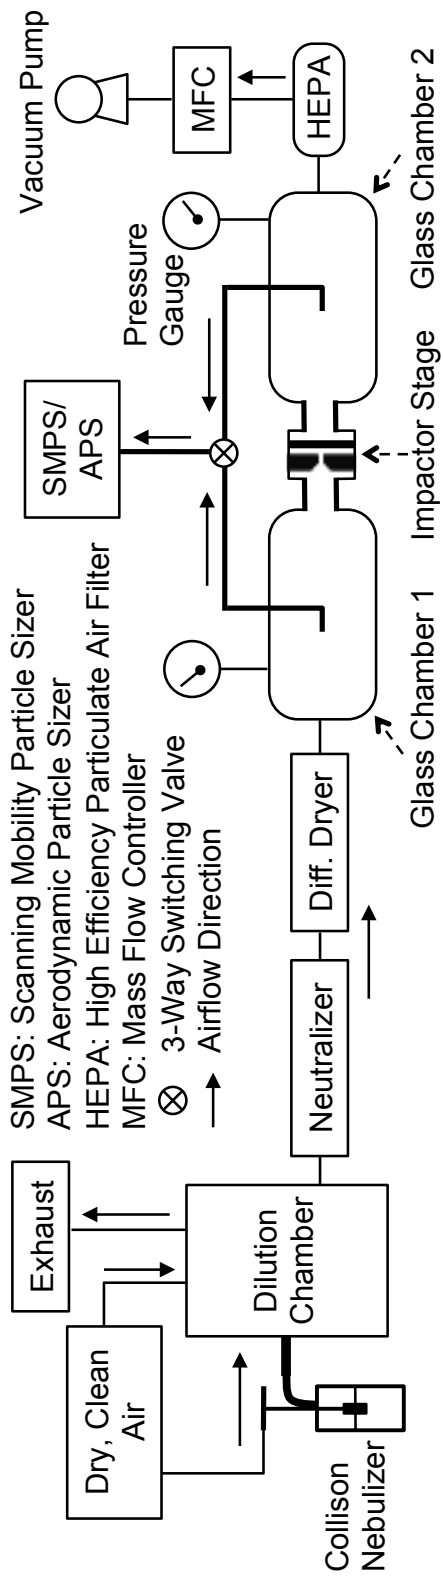 SMPS: Scanning Mobility Particle Sizer
APS: Aerodynamic Particle Sizer
HEPA: High Efficiency Particulate Air Filter
MFC: Mass Flow Controller
3-Way Switching Valve
Airflow Direction
Exhaust
Dry, Clean
Air
Dilution
Chamber
Collison
Nebulizer
Neutralizer
Diff. Dryer
Glass Chamber 1
Impactor Stage
Glass Chamber 2
SMPS/
APS
Pressure
Gauge
Vacuum Pump
MFC
HEPA